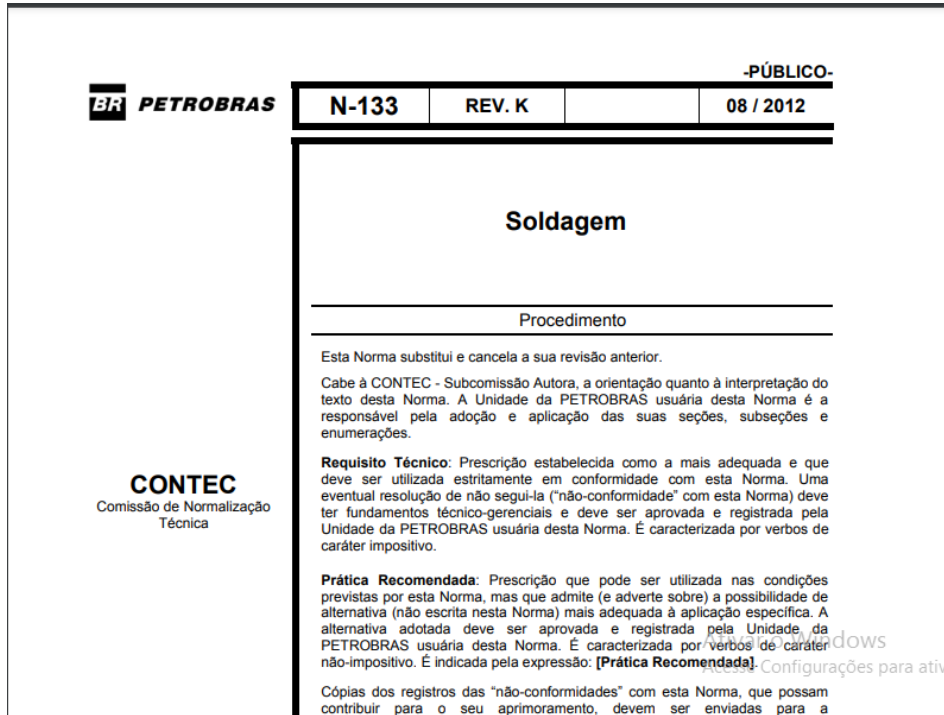 -PÚBLICO-
BR PETROBRAS
N-133 REV. K 08 / 2012
Soldagem
Procedimento
Esta Norma substitui e cancela a sua revisão anterior.
Cabe à CONTEC - Subcomissão Autora, a orientação quanto à interpretação do
texto desta Norma. A Unidade da PETROBRAS usuária desta Norma é a
responsável pela adoção e aplicação das suas seções, subseções e
enumerações.
CONTEC
Comissão de Normalização
Técnica
Requisito Técnico: Prescrição estabelecida como a mais adequada e que
deve ser utilizada estritamente em conformidade com esta Norma. Uma
eventual resolução de não segui-la (“não-conformidade” com esta Norma) deve
ter fundamentos técnico-gerenciais e deve ser aprovada e registrada pela
Unidade da PETROBRAS usuária desta Norma. É caracterizada por verbos de
caráter impositivo.
Prática Recomendada: Prescrição que pode ser utilizada nas condições
previstas por esta Norma, mas que admite (e adverte sobre) a possibilidade de
alternativa (não escrita nesta Norma) mais adequada à aplicação específica. A
alternativa adotada deve ser aprovada e registrada pela Unidade da
PETROBRAS usuária desta Norma. É caracterizada por verbos de caráter
não-impositivo. É indicada pela expressão: [Prática Recomendada].
Cópias dos registros das “não-conformidades” com esta Norma, que possam
contribuir para o seu aprimoramento, devem ser enviadas para a
Ativar o Windows
Acesse Configurações para ativ